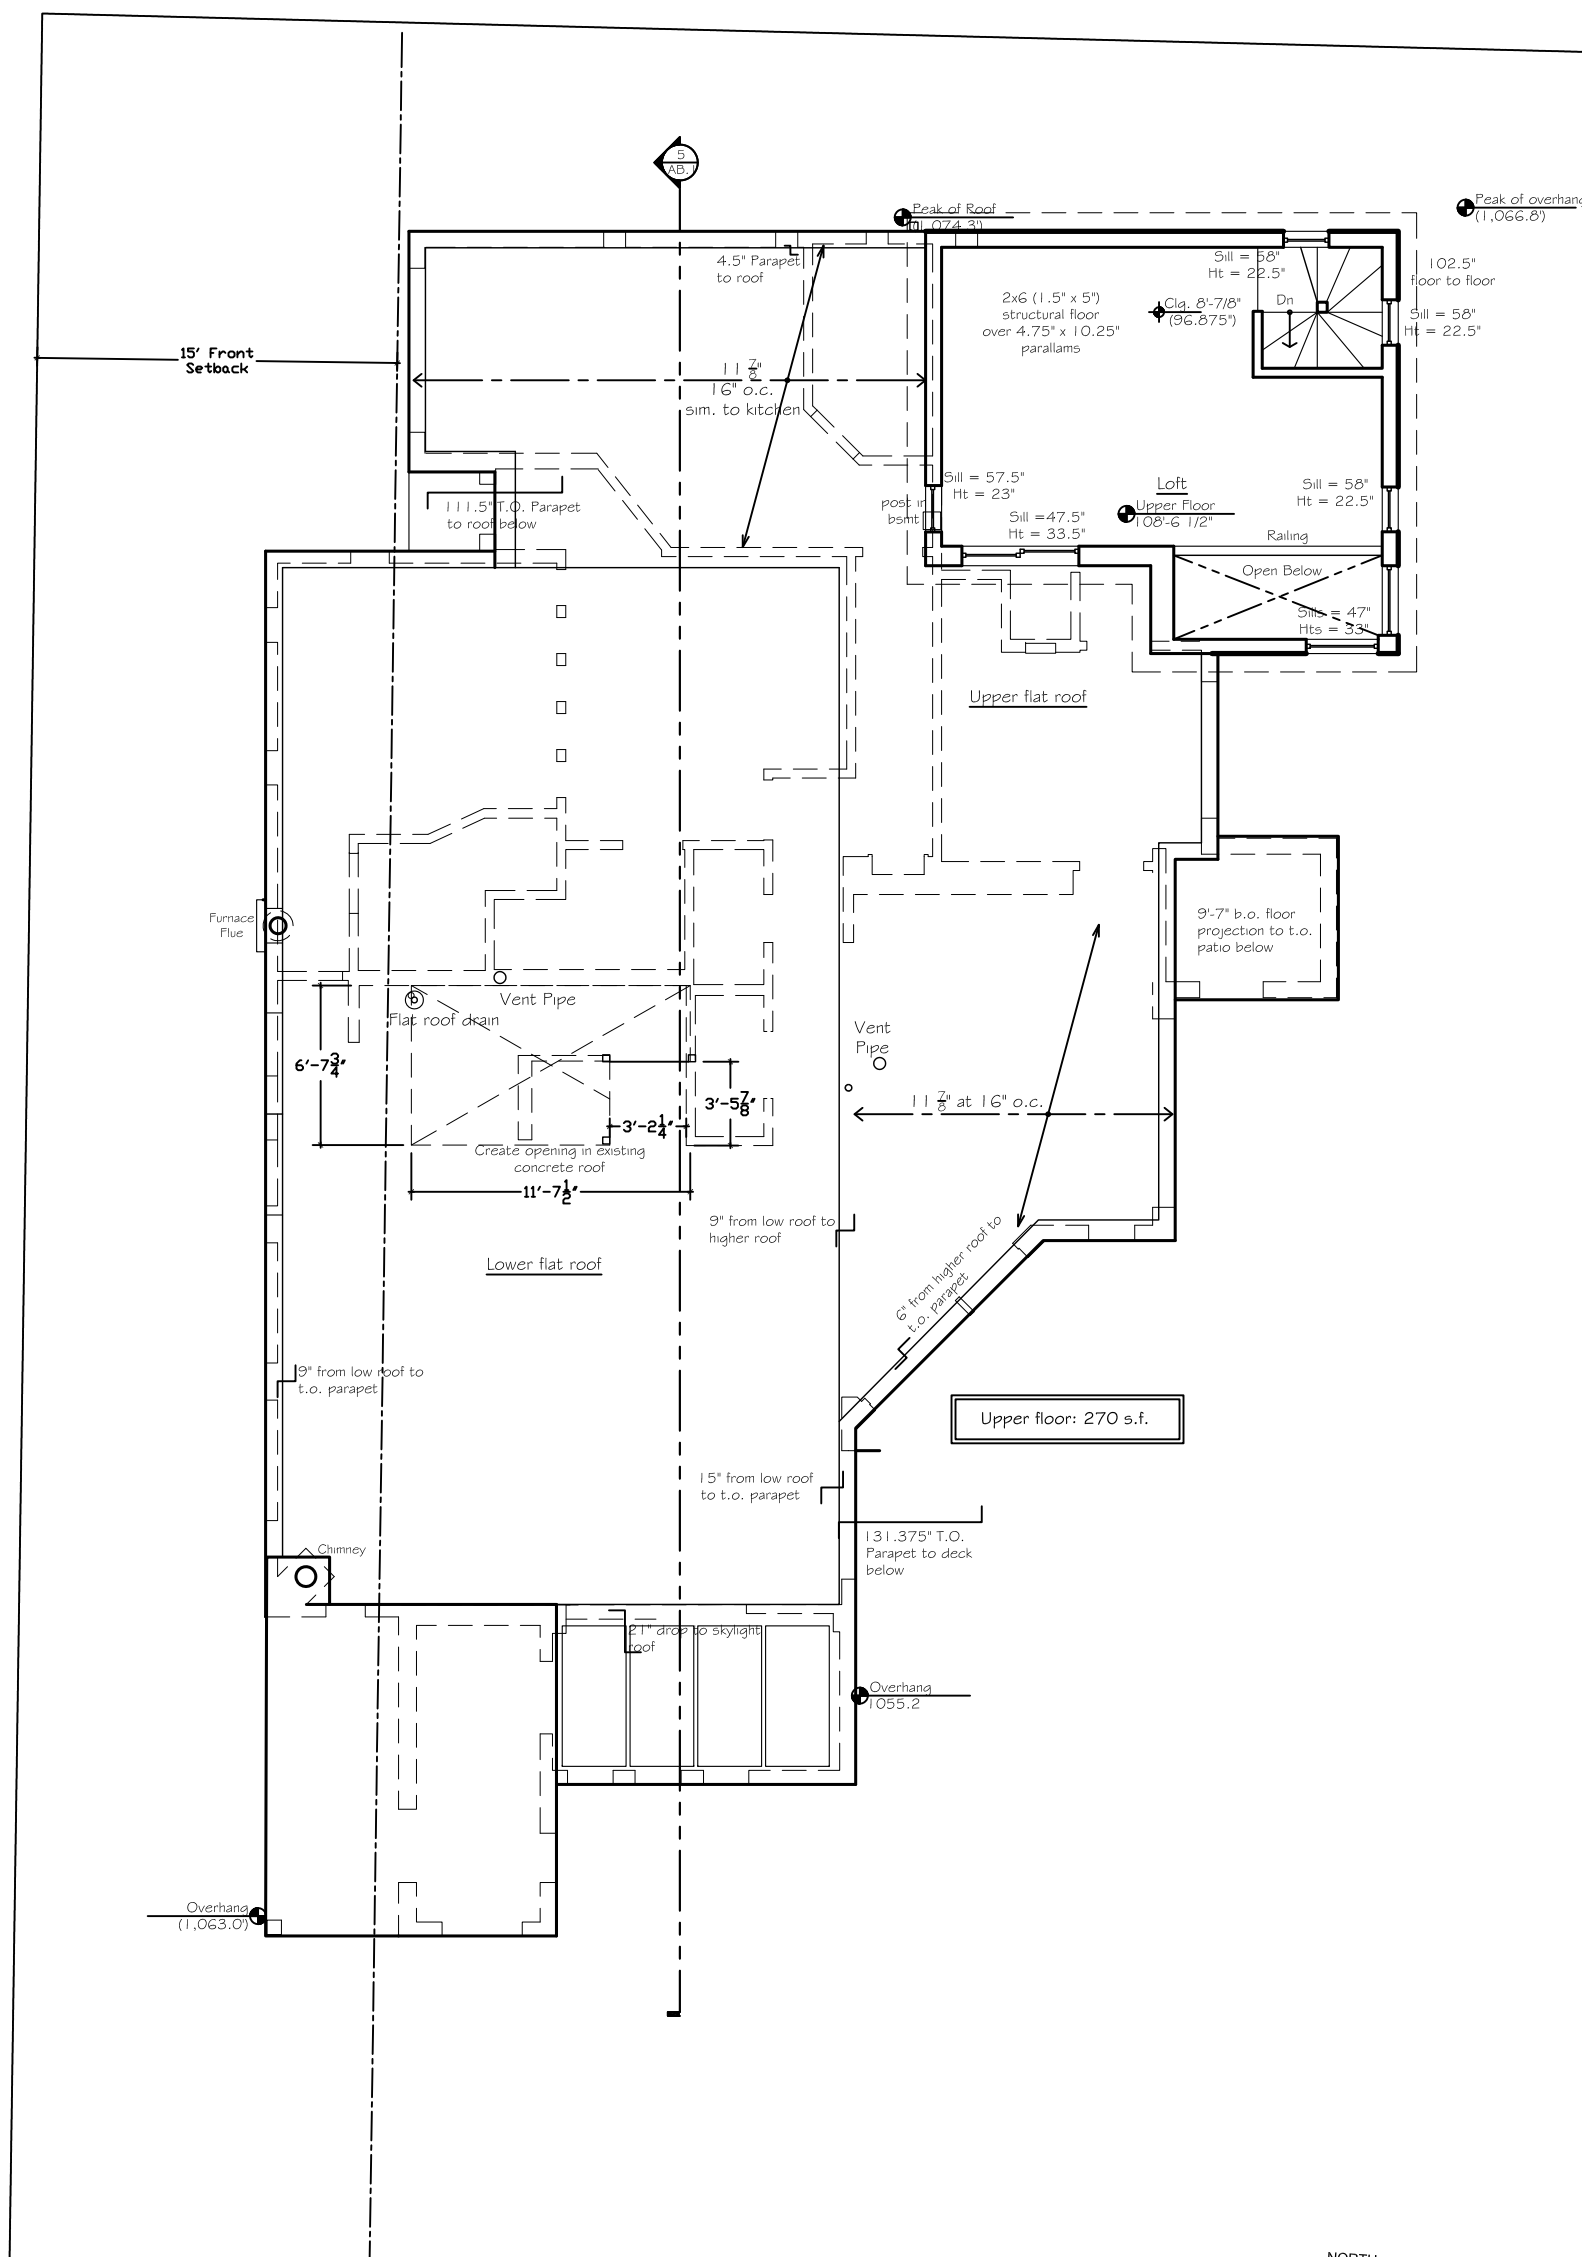 5
AB.
Peak of Roof
074.3')
Peak of overhang
(1,066.8')
4.5" Parapet
to roof
Sill = 58"
Ht = 22.5"
102.5"
floor to floor
2x6 (1.5" x 5")
structural floor
over 4.75" x 10.25"
parallams
Clg. 8'-7/8"
(96.875")
Dn
Sill = 58"
Ht = 22.5"
15' Front
Setback
11 7/8"
16" o.c.
sim. to kitchen
Sill = 57.5"
Ht = 23"
Loft
Sill = 58"
Ht = 22.5"
111.5" T.O. Parapet
to roof below
post in
bsmt
Upper Floor
108'-6 1/2"
Sill =47.5"
Ht = 33.5"
Railing
Open Below
Sills = 47"
Hts = 33"
Upper flat roof
Furnace
Flue
9'-7" b.o. floor
projection to t.o.
patio below
Vent Pipe
Flat roof drain
Vent
Pipe
6'-7 3/4"
3'-5 7/8"
11 7/8" at 16" o.c.
3'-2 1/4"
Create opening in existing
concrete roof
11'-7 1/2"
9" from low roof to
higher roof
6" from higher roof to
t.o. parapet
Lower flat roof
9" from low roof to
t.o. parapet
Upper floor: 270 s.f.
15" from low roof
to t.o. parapet
131.375" T.O.
Parapet to deck
below
Chimney
21" drop to skylight
roof
Overhang
1055.2
Overhang
(1,063.0')
NORTH